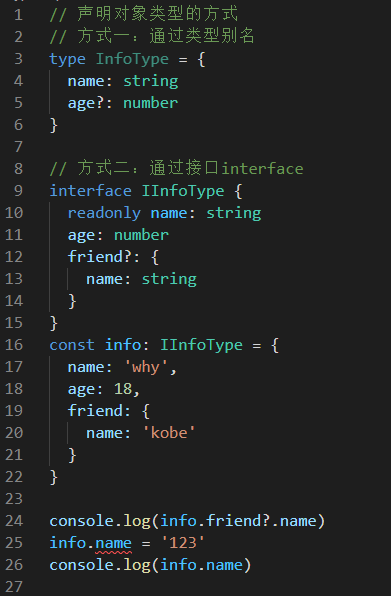 1 // 声明对象类型的方式
2 // 方式一：通过类型别名
3 type InfoType = {
4   name: string
5   age?: number
6 }
7
8 // 方式二：通过接口interface
9 interface IInfoType {
10   readonly name: string
11   age: number
12   friend?: {
13     name: string
14   }
15 }
16 const info: IInfoType = {
17   name: 'why',
18   age: 18,
19   friend: {
20     name: 'kobe'
21   }
22 }
23
24 console.log(info.friend?.name)
25 info.name = '123'
26 console.log(info.name)
27